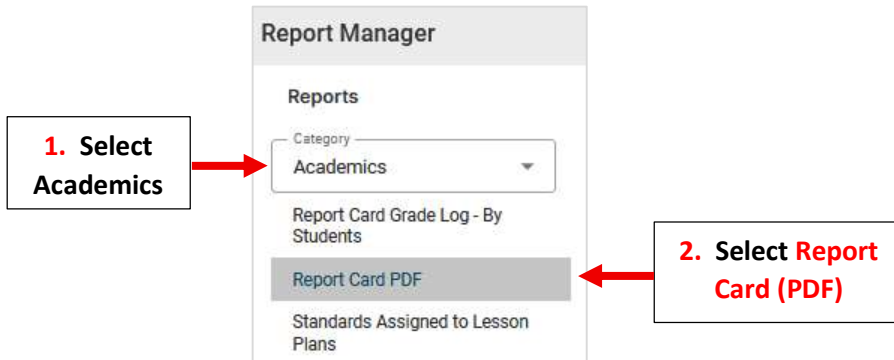 Report Manager
Reports
Category
Academics
1. Select
Academics
Report Card Grade Log - By
Students
Report Card PDF
2. Select Report
Card (PDF)
Standards Assigned to Lesson
Plans